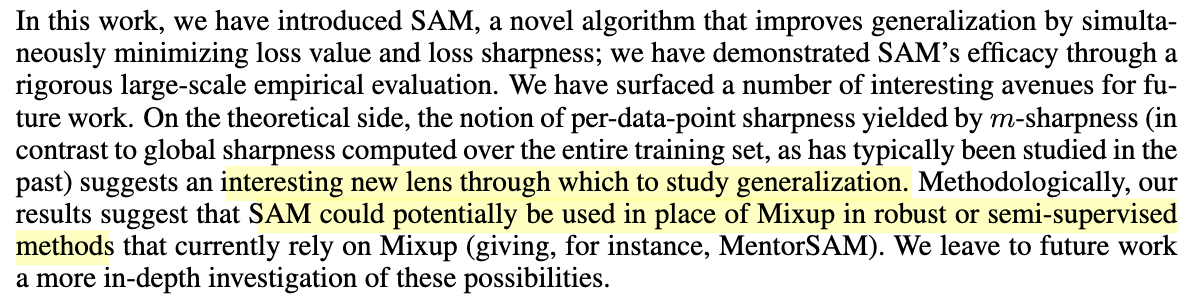 In this work, we have introduced SAM, a novel algorithm that improves generalization by simulta-
neously minimizing loss value and loss sharpness; we have demonstrated SAM's efficacy through a
rigorous large-scale empirical evaluation. We have surfaced a number of interesting avenues for fu-
ture work. On the theoretical side, the notion of per-data-point sharpness yielded by m-sharpness (in
contrast to global sharpness computed over the entire training set, as has typically been studied in the
past) suggests an interesting new lens through which to study generalization. Methodologically, our
results suggest that SAM could potentially be used in place of Mixup in robust or semi-supervised
methods that currently rely on Mixup (giving, for instance, MentorSAM). We leave to future work
a more in-depth investigation of these possibilities.